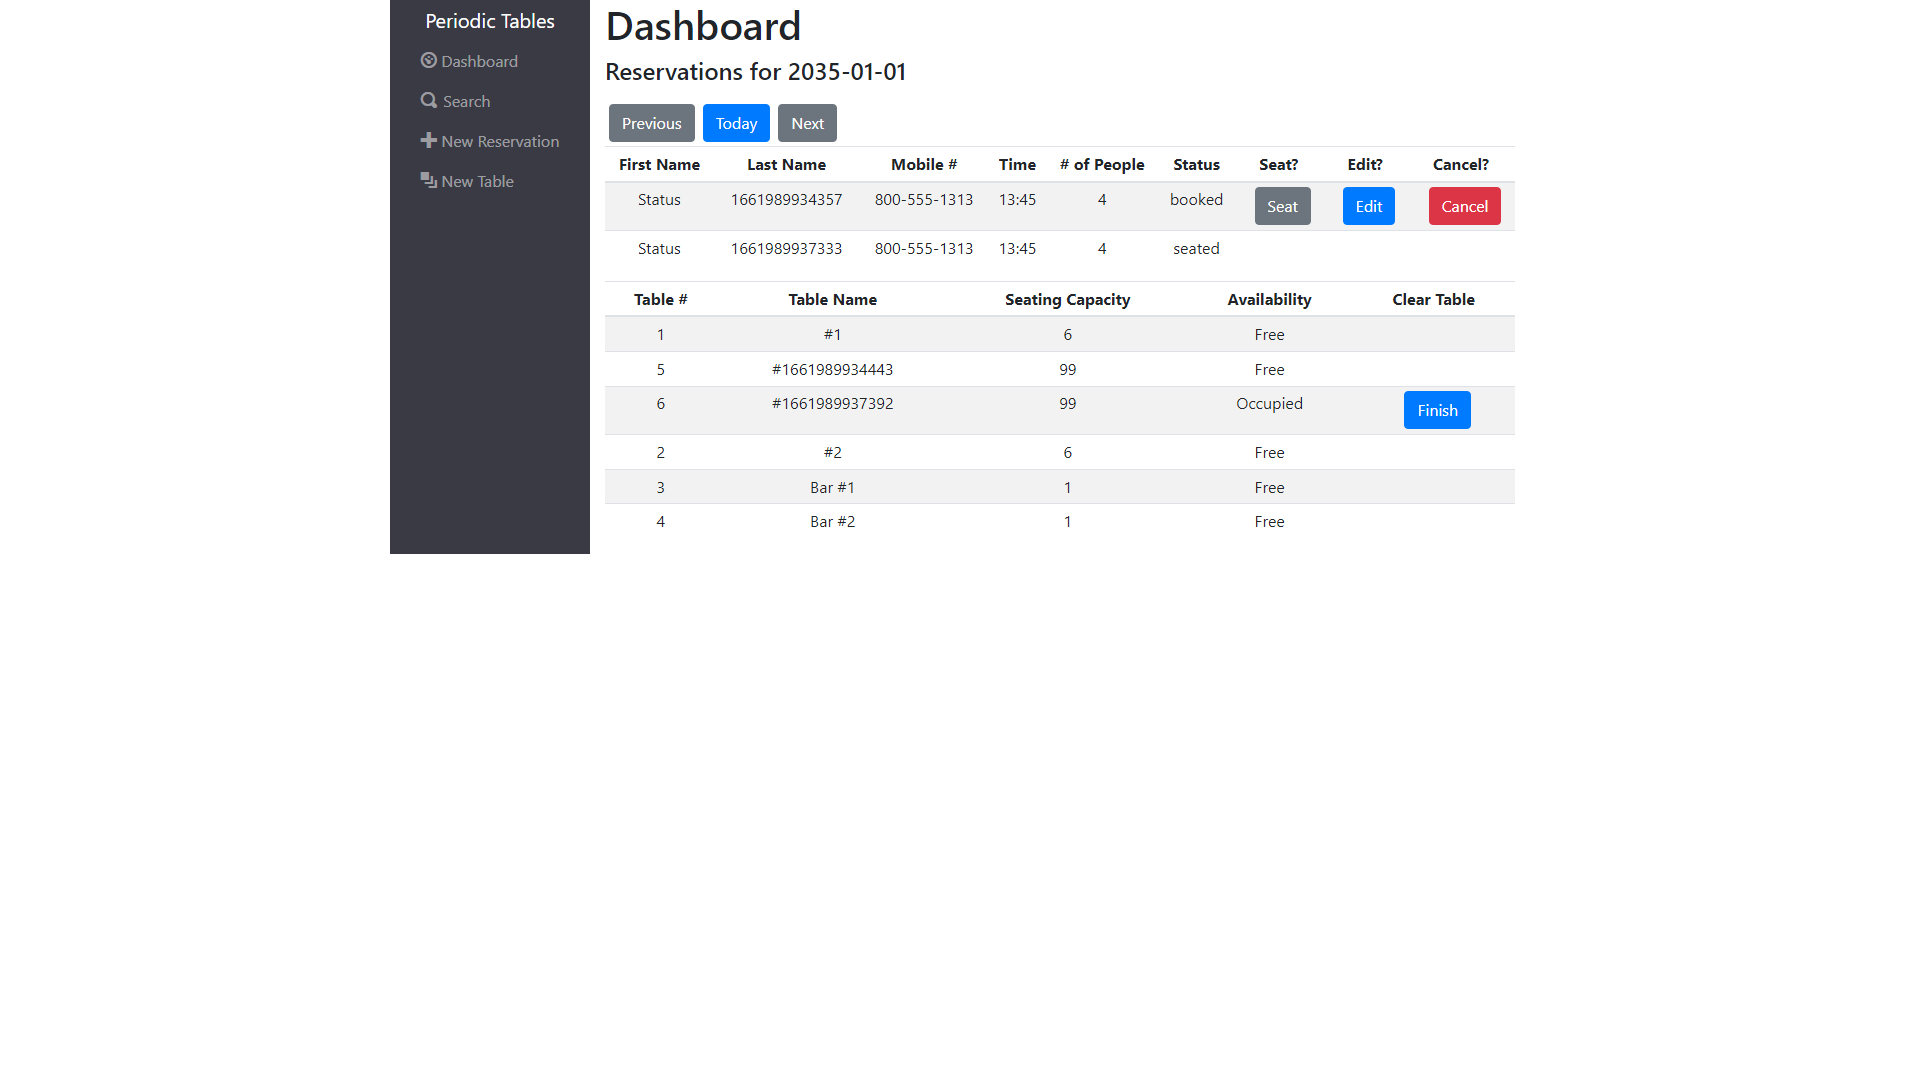 Periodic Tables
Dashboard
Search
New Reservation
New Table
Dashboard
Reservations for 2035-01-01
Previous Today Next
First Name Last Name Mobile # Time # of People Status Seat? Edit? Cancel?
Status 1661989934357 800-555-1313 13:45 4 booked Seat Edit Cancel
Status 1661989937333 800-555-1313 13:45 4 seated
Table # Table Name Seating Capacity Availability Clear Table
1 #1 6 Free
5 #1661989934443 99 Free
6 #1661989937392 99 Occupied Finish
2 #2 6 Free
3 Bar #1 1 Free
4 Bar #2 1 Free